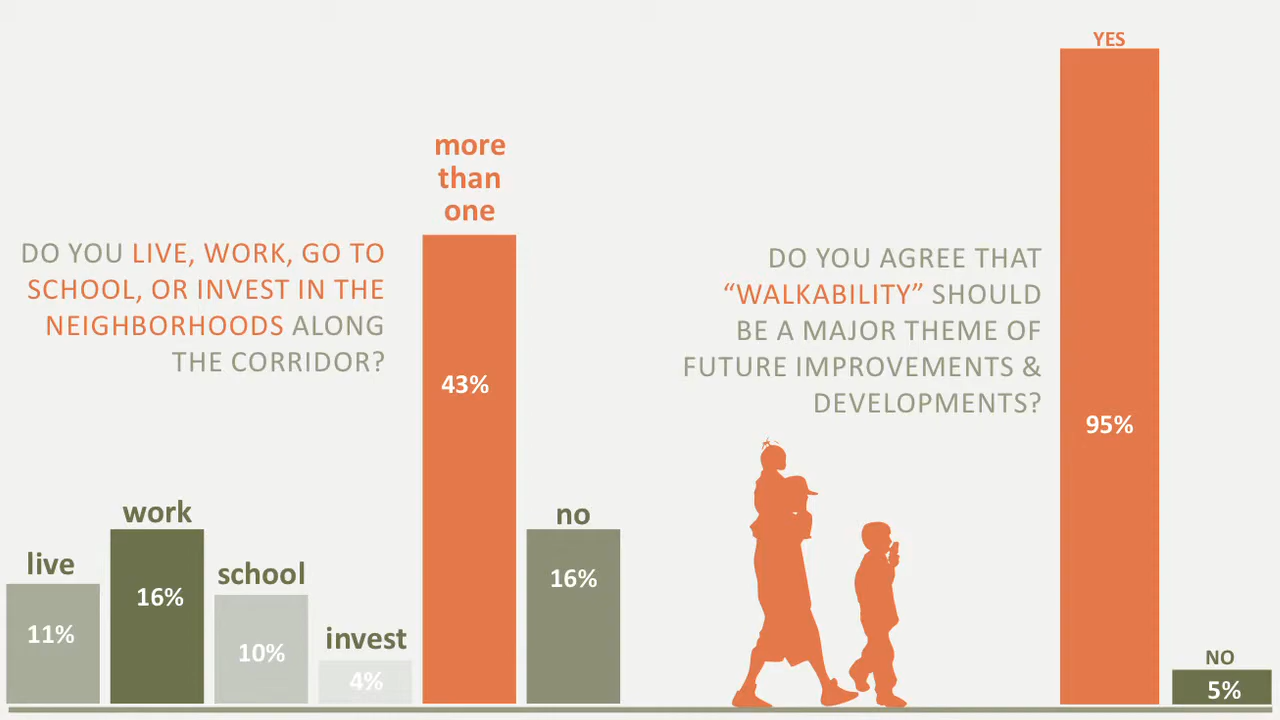 DO YOU LIVE, WORK, GO TO
SCHOOL, OR INVEST IN THE
NEIGHBORHOODS ALONG
THE CORRIDOR?
live
11%
work
16%
school
10%
invest
4%
more
than
one
43%
no
16%
DO YOU AGREE THAT
“WALKABILITY” SHOULD
BE A MAJOR THEME OF
FUTURE IMPROVEMENTS &
DEVELOPMENTS?
YES
95%
NO
5%